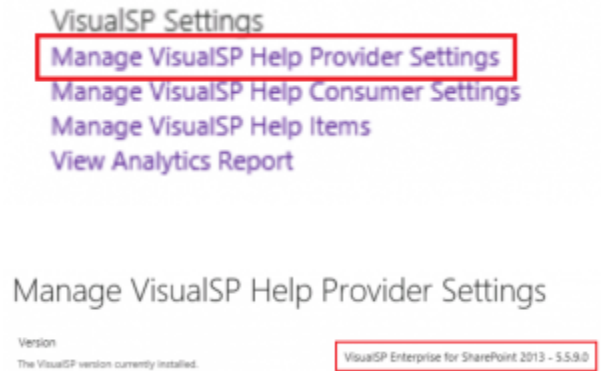 VisualSP Settings
Manage VisualSP Help Provider Settings
Manage VisualSP Help Consumer Settings
Manage VisualSP Help Items
View Analytics Report
Manage VisualSP Help Provider Settings
Version
The VisualSP version currently installed.
VisualSP Enterprise for SharePoint 2013 - 5.5.9.0